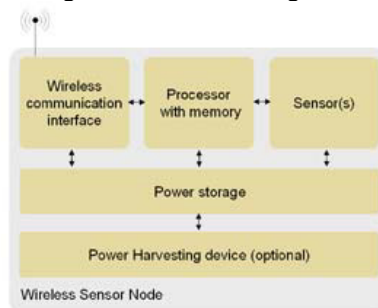 Wireless
communication
interface
Processor
with memory
Sensor(s)
Power storage
Power Harvesting device (optional)
Wireless Sensor Node